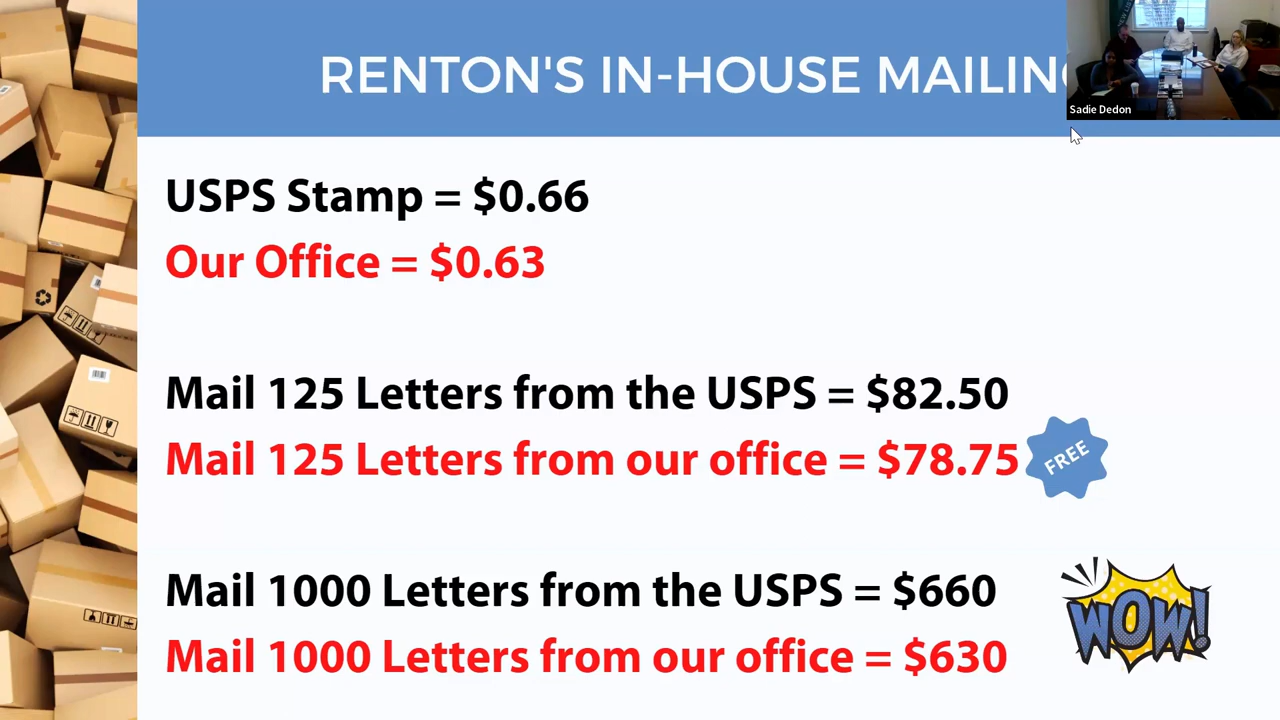 RENTON'S IN-HOUSE MAILING
Sadie Dedon
USPS Stamp = $0.66
Our Office = $0.63
Mail 125 Letters from the USPS = $82.50
Mail 125 Letters from our office = $78.75
FREE
Mail 1000 Letters from the USPS = $660
WOW!
Mail 1000 Letters from our office = $630